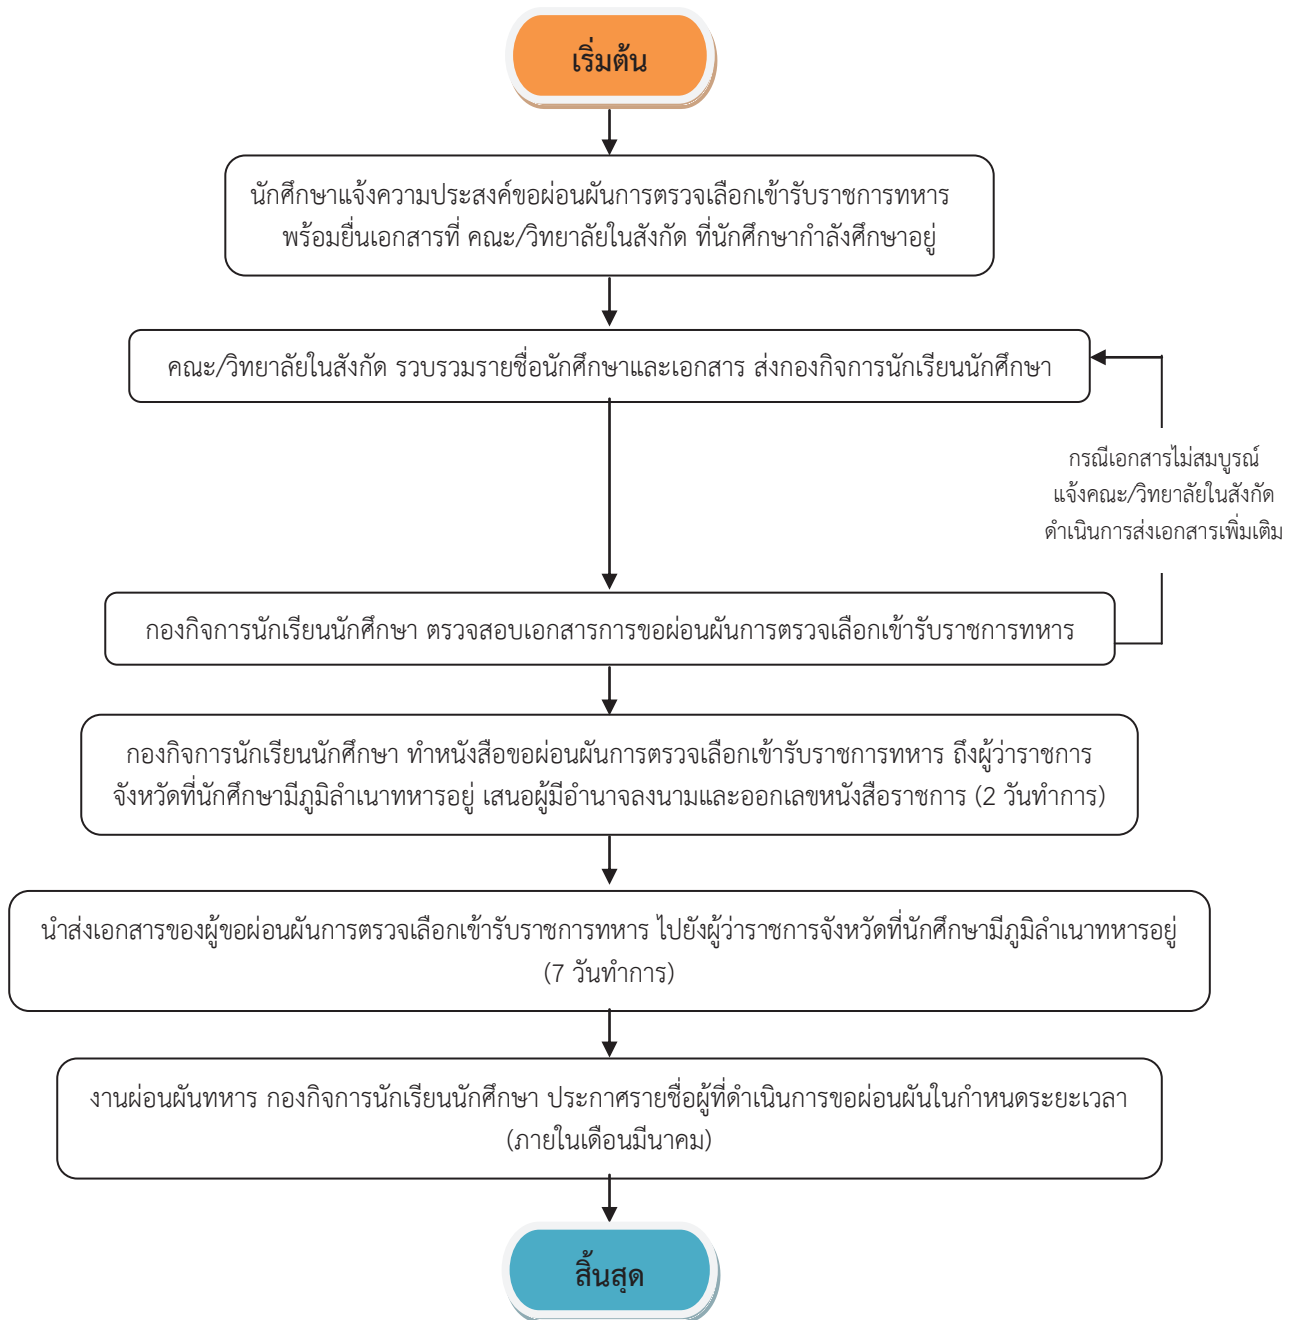 เริ่มต้น
นักศึกษาแจ้งความประสงค์ขอผ่อนผันการตรวจเลือกเข้ารับราชการทหาร
พร้อมยื่นเอกสารที่ คณะ/วิทยาลัยในสังกัด ที่นักศึกษากำลังศึกษาอยู่
คณะ/วิทยาลัยในสังกัด รวบรวมรายชื่อนักศึกษาและเอกสาร ส่งกองกิจการนักเรียนนักศึกษา
กรณีเอกสารไม่สมบูรณ์
แจ้งคณะ/วิทยาลัยในสังกัด
ดำเนินการส่งเอกสารเพิ่มเติม
กองกิจการนักเรียนนักศึกษา ตรวจสอบเอกสารการขอผ่อนผันการตรวจเลือกเข้ารับราชการทหาร
กองกิจการนักเรียนนักศึกษา ทำหนังสือขอผ่อนผันการตรวจเลือกเข้ารับราชการทหาร ถึงผู้ว่าราชการ
จังหวัดที่นักศึกษามีภูมิลำเนาทหารอยู่ เสนอผู้มีอำนาจลงนามและออกเลขหนังสือราชการ (2 วันทำการ)
นำส่งเอกสารของผู้ขอผ่อนผันการตรวจเลือกเข้ารับราชการทหาร ไปยังผู้ว่าราชการจังหวัดที่นักศึกษามีภูมิลำเนาทหารอยู่
(7 วันทำการ)
งานผ่อนผันทหาร กองกิจการนักเรียนนักศึกษา ประกาศรายชื่อผู้ที่ดำเนินการขอผ่อนผันในกำหนดระยะเวลา
(ภายในเดือนมีนาคม)
สิ้นสุด